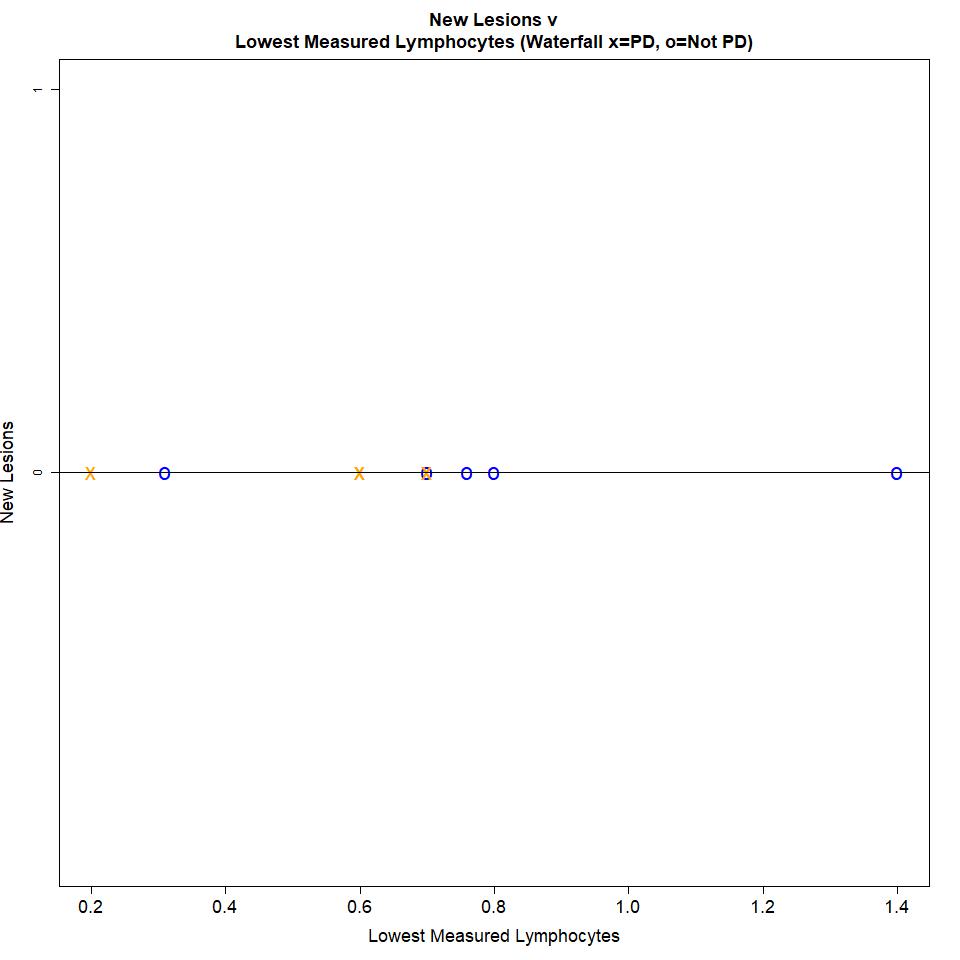 New Lesions v
Lowest Measured Lymphocytes (Waterfall x=PD, o=Not PD)
1
0
New Lesions
x o x o x o o o
0.2 0.4 0.6 0.8 1.0 1.2 1.4
Lowest Measured Lymphocytes